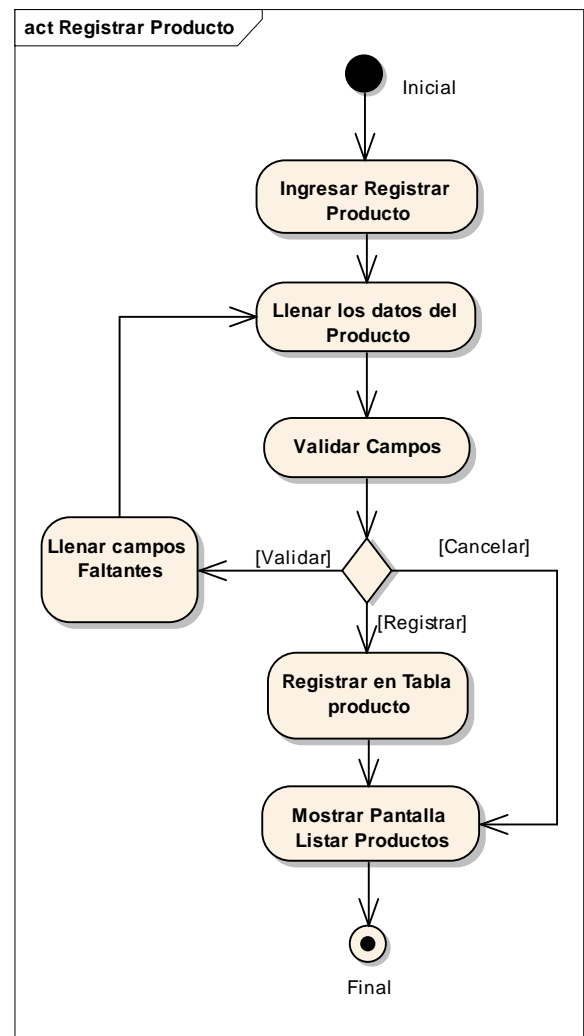 act Registrar Producto
Inicial
Ingresar Registrar
Producto
Llenar los datos del
Producto
Validar Campos
Llenar campos
Faltantes
[Validar]
[Cancelar]
[Registrar]
Registrar en Tabla
producto
Mostrar Pantalla
Listar Productos
Final